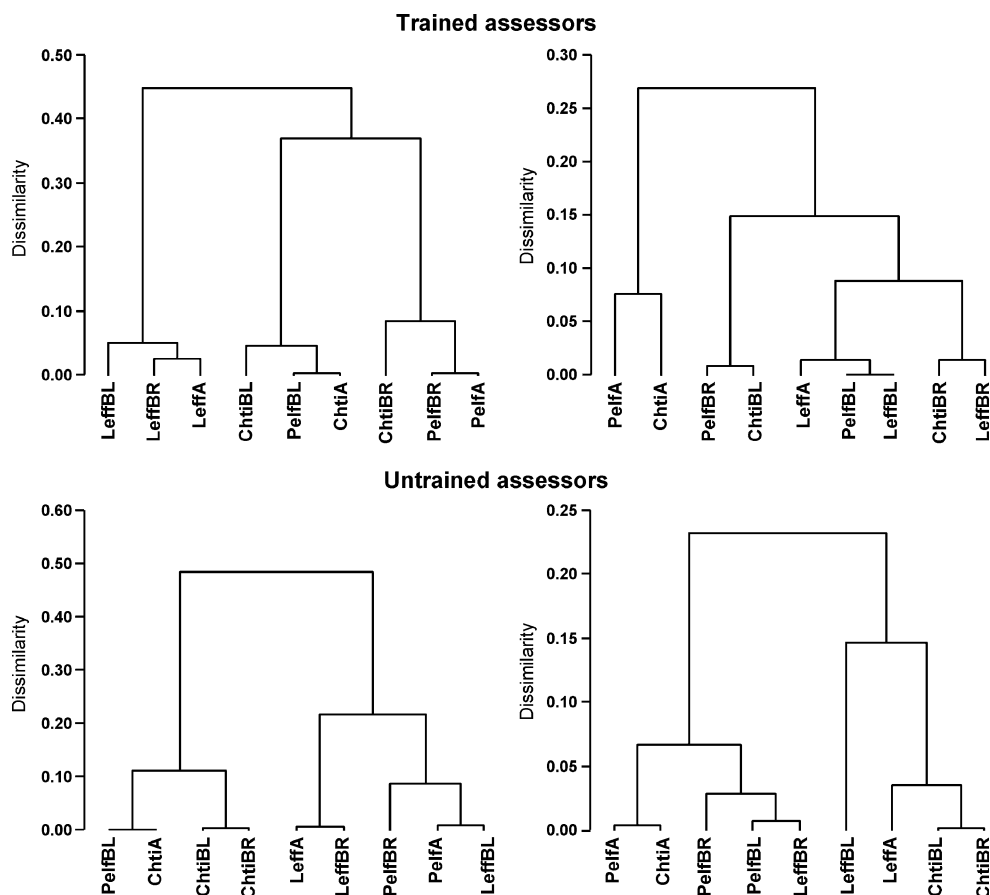 Trained assessors
Dissimilarity
0.50
0.40
0.30
0.20
0.10
0.00
LeffBL
LeffBR
LeffA
ChtiBL
PelfBL
ChtiA
ChtiBR
PelfBR
PelfA
Dissimilarity
0.30
0.25
0.20
0.15
0.10
0.05
0.00
PelfA
ChtiA
PelfBR
ChtiBL
LeffA
PelfBL
LeffBL
ChtiBR
LeffBR
Untrained assessors
Dissimilarity
0.60
0.50
0.40
0.30
0.20
0.10
0.00
PelfBL
ChtiA
ChtiBL
ChtiBR
LeffA
LeffBR
PelfBR
PelfA
LeffBL
Dissimilarity
0.25
0.20
0.15
0.10
0.05
0.00
PelfA
ChtiA
PelfBR
PelfBL
LeffBR
LeffBL
LeffA
ChtiBL
ChtiBR